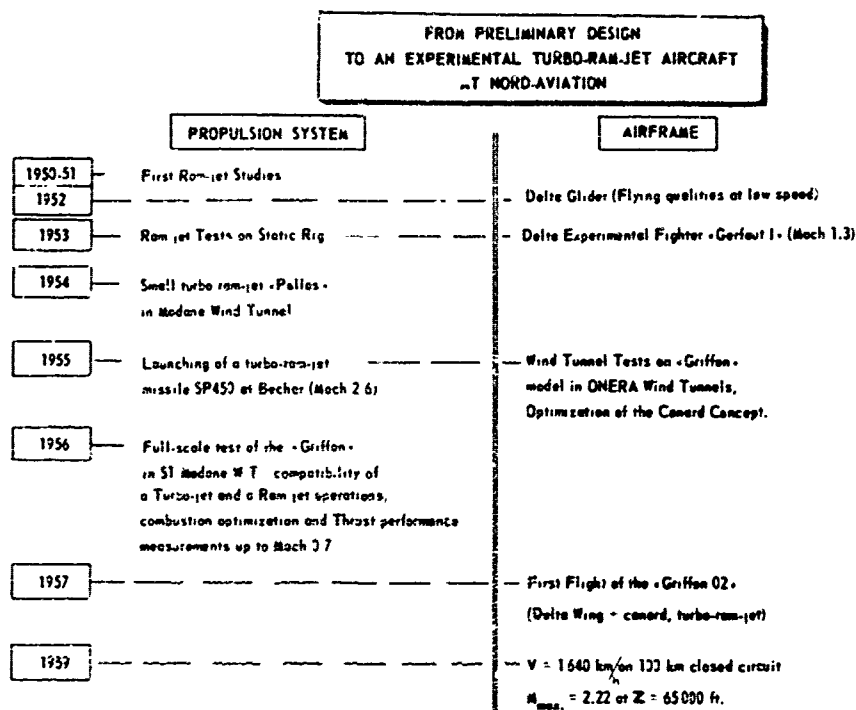 FROM PRELIMINARY DESIGN
TO AN EXPERIMENTAL TURBO-RAM-JET AIRCRAFT
AT NORD-AVIATION
PROPULSION SYSTEM
AIRFRAME
1950-51
First Ram-jet Studies
1952
Delta Glider (Flying qualities at low speed)
1953
Ram jet Tests on Static Rig
Delta Experimental Fighter «Gerfaut I» (Mach 1.3)
1954
Small turbo ram-jet «Pallas»
in Modane Wind Tunnel
1955
Launching of a turbo-ram-jet
missile SP450 at Becher (Mach 2.6)
Wind Tunnel Tests on «Griffon»
model in ONERA Wind Tunnels,
Optimization of the Canard Concept.
1956
Full-scale test of the «Griffon»
in S1 Modane W T compatibility of
a Turbo-jet and a Ram jet operations,
combustion optimization and Thrust performance
measurements up to Mach 0.7
1957
First Flight of the «Griffon 02»
(Delta Wing + canard, turbo-ram-jet)
1959
V = 1640 km/h on 100 km closed circuit
M max. = 2.22 at Z = 65000 ft.